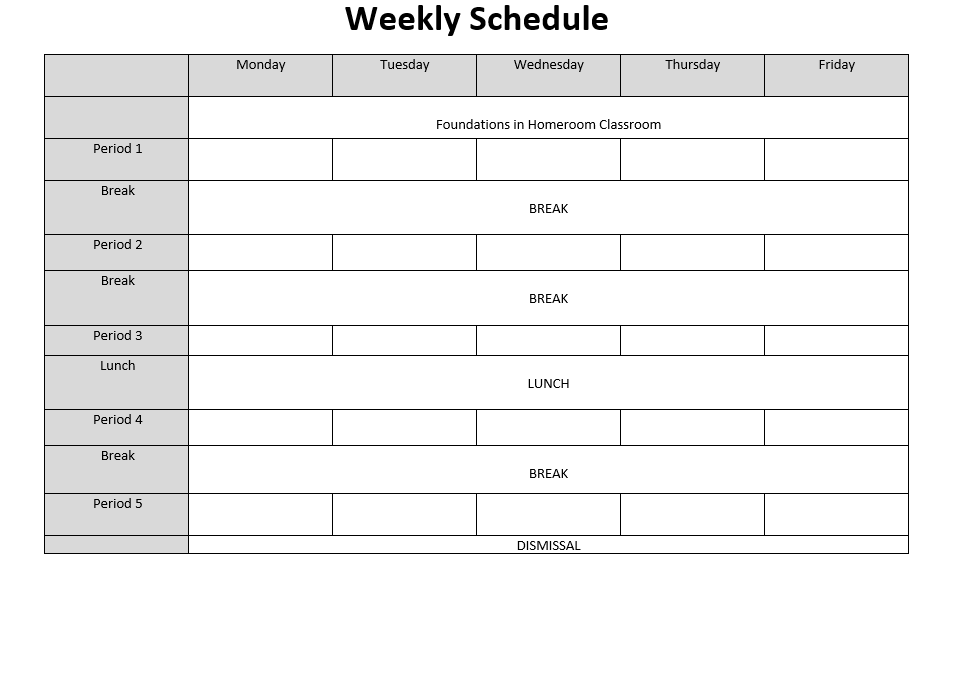 Weekly Schedule
Monday Tuesday Wednesday Thursday Friday
Foundations in Homeroom Classroom
Period 1
Break
BREAK
Period 2
Break
BREAK
Period 3
Lunch
LUNCH
Period 4
Break
BREAK
Period 5
DISMISSAL